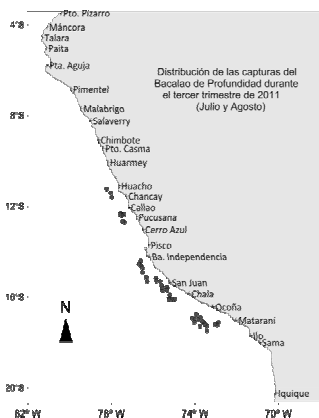 Pto. Pizarro
4°S
Máncora
Talara
Paita
Pta. Aguja
Distribución de las capturas del
Bacalao de Profundidad durante
el tercer trimestre de 2011
(Julio y Agosto)
Pimentel
8°S
Malabrigo
Salaverry
Chimbote
Pto. Casma
Huarmey
Huacho
Chancay
12°S
Callao
Pucusana
Cerro Azul
Pisco
Ba. Independencia
San Juan
16°S
Chala
Ocoña
N
Matarani
Ilo
Sama
20°S
Iquique
82° W
78° W
74° W
70° W